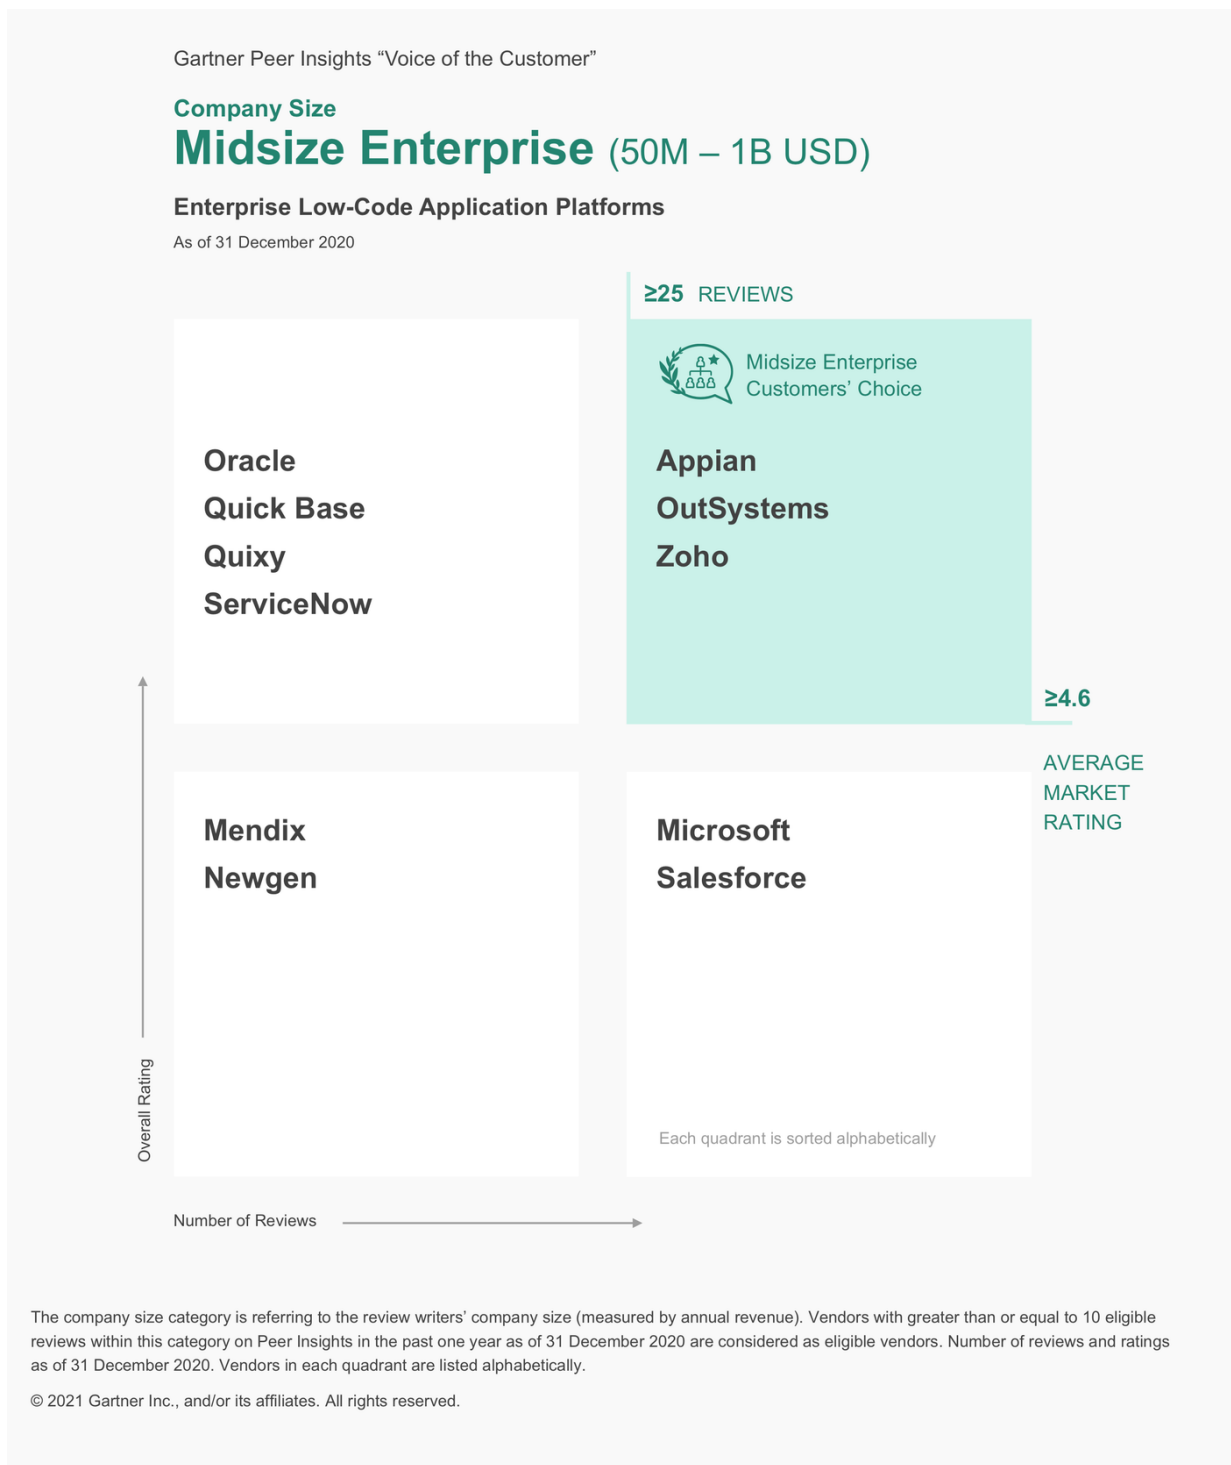 Gartner Peer Insights “Voice of the Customer”
Company Size
Midsize Enterprise (50M – 1B USD)
Enterprise Low-Code Application Platforms
As of 31 December 2020
≥25 REVIEWS
Midsize Enterprise
Customers’ Choice
Oracle
Quick Base
Quixy
ServiceNow
Appian
OutSystems
Zoho
≥4.6
AVERAGE
MARKET
RATING
Mendix
Newgen
Microsoft
Salesforce
Each quadrant is sorted alphabetically
Overall Rating
Number of Reviews
The company size category is referring to the review writers’ company size (measured by annual revenue). Vendors with greater than or equal to 10 eligible
reviews within this category on Peer Insights in the past one year as of 31 December 2020 are considered as eligible vendors. Number of reviews and ratings
as of 31 December 2020. Vendors in each quadrant are listed alphabetically.
© 2021 Gartner Inc., and/or its affiliates. All rights reserved.